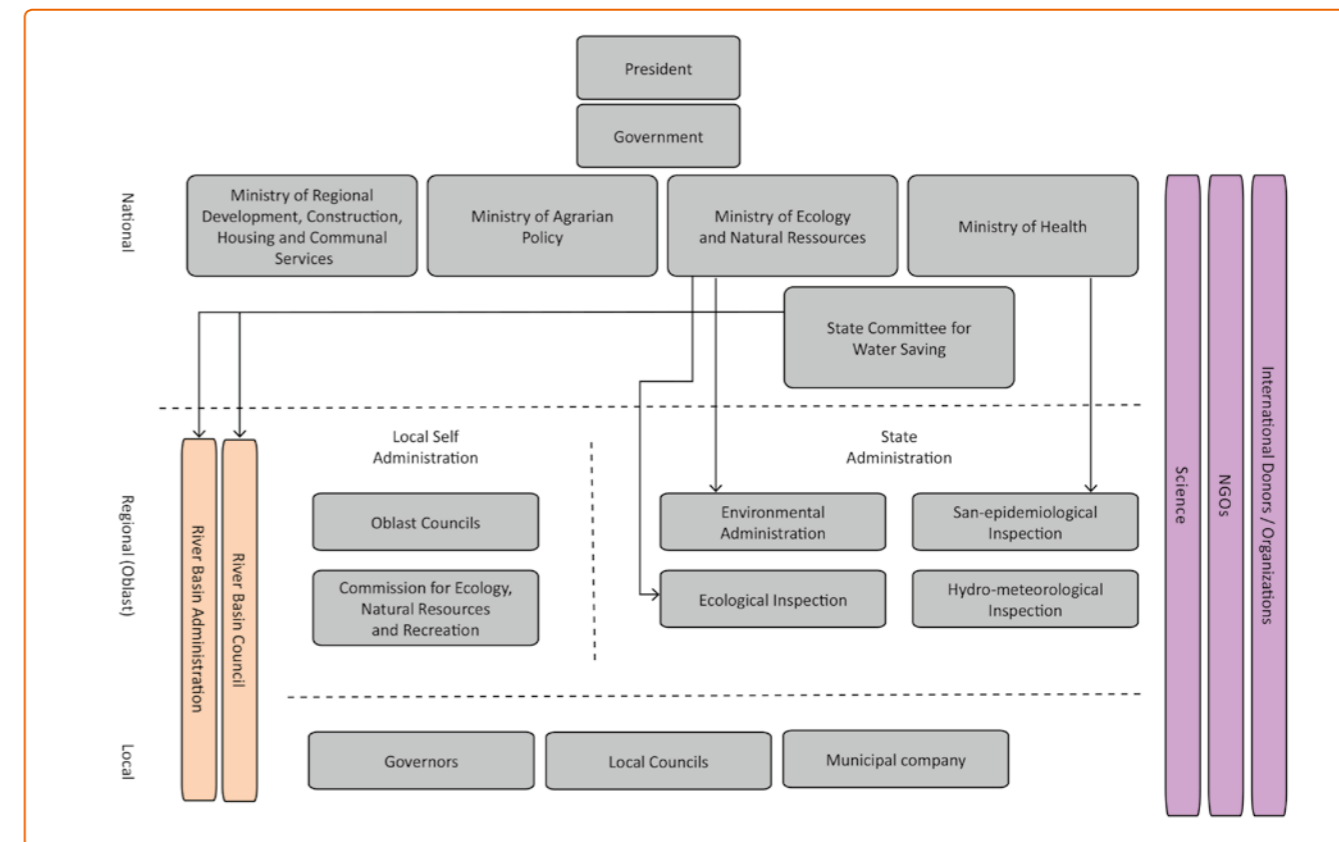 President
Government
National
Ministry of Regional
Development, Construction,
Housing and Communal
Services
Ministry of Agrarian
Policy
Ministry of Ecology
and Natural Ressources
Ministry of Health
State Committee for
Water Saving
Regional (Oblast)
River Basin Administration
River Basin Council
Local Self
Administration
State
Administration
Oblast Councils
Environmental
Administration
San-epidemiological
Inspection
Commission for Ecology,
Natural Resources
and Recreation
Ecological Inspection
Hydro-meteorological
Inspection
Local
Governors
Local Councils
Municipal company
Science
NGOs
International Donors / Organizations